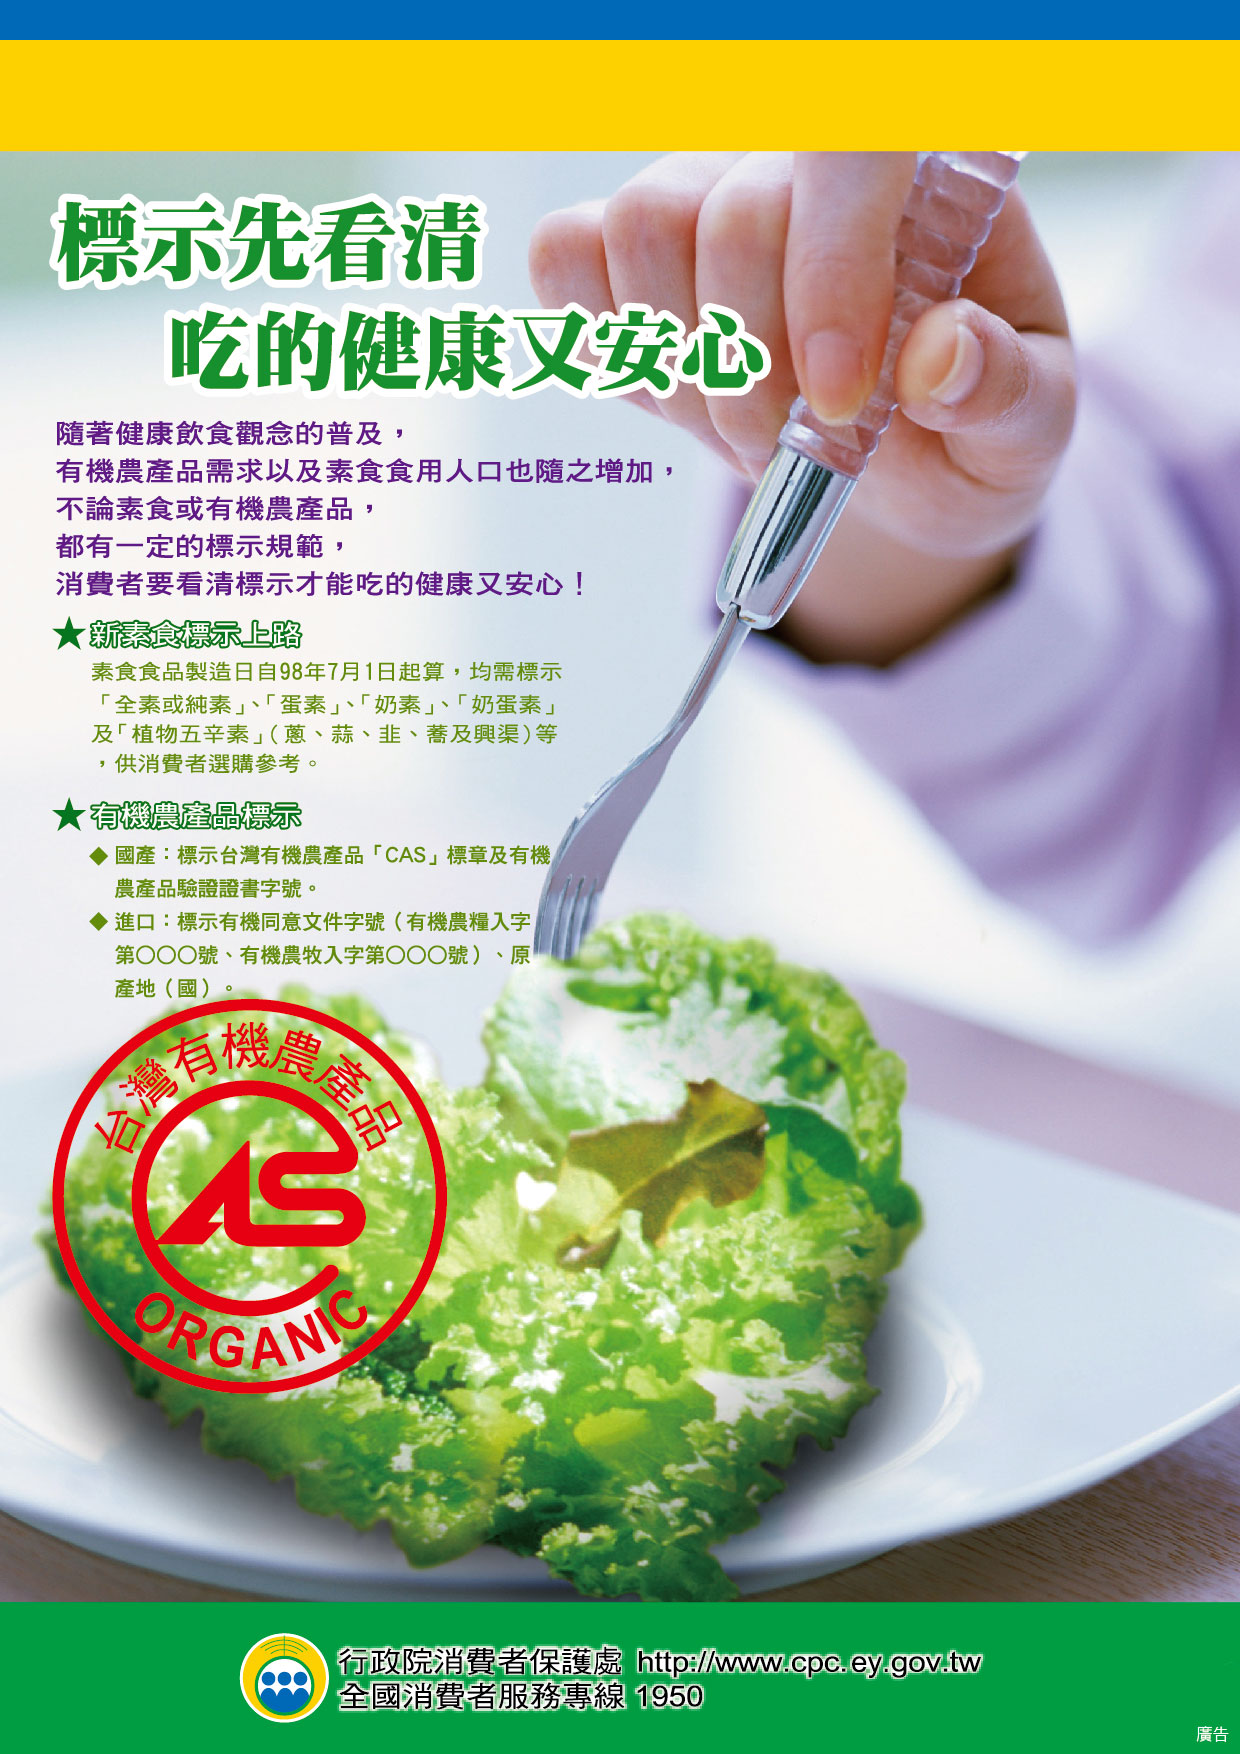 標示先看清
吃的健康又安心
隨著健康飲食觀念的普及，
有機農產品需求以及素食食用人口也隨之增加，
不論素食或有機農產品，
都有一定的標示規範，
消費者要看清標示才能吃的健康又安心！
★新素食標示上路
素食食品製造日自98年7月1日起算，均需標示
「全素或純素」、「蛋素」、「奶素」、「奶蛋素」
及「植物五辛素」（蔥、蒜、韭、蕎及興渠）等
，供消費者選購參考。
★有機農產品標示
◆ 國產：標示台灣有機農產品「CAS」標章及有機
農產品驗證證書字號。
◆ 進口：標示有機同意文件字號（有機農糧入字
第○○○號、有機農牧入字第○○○號）、原
產地（國）。
台灣有機農產品
CAS
ORGANIC
行政院消費者保護處 http://www.cpc.ey.gov.tw
全國消費者服務專線 1950
廣告